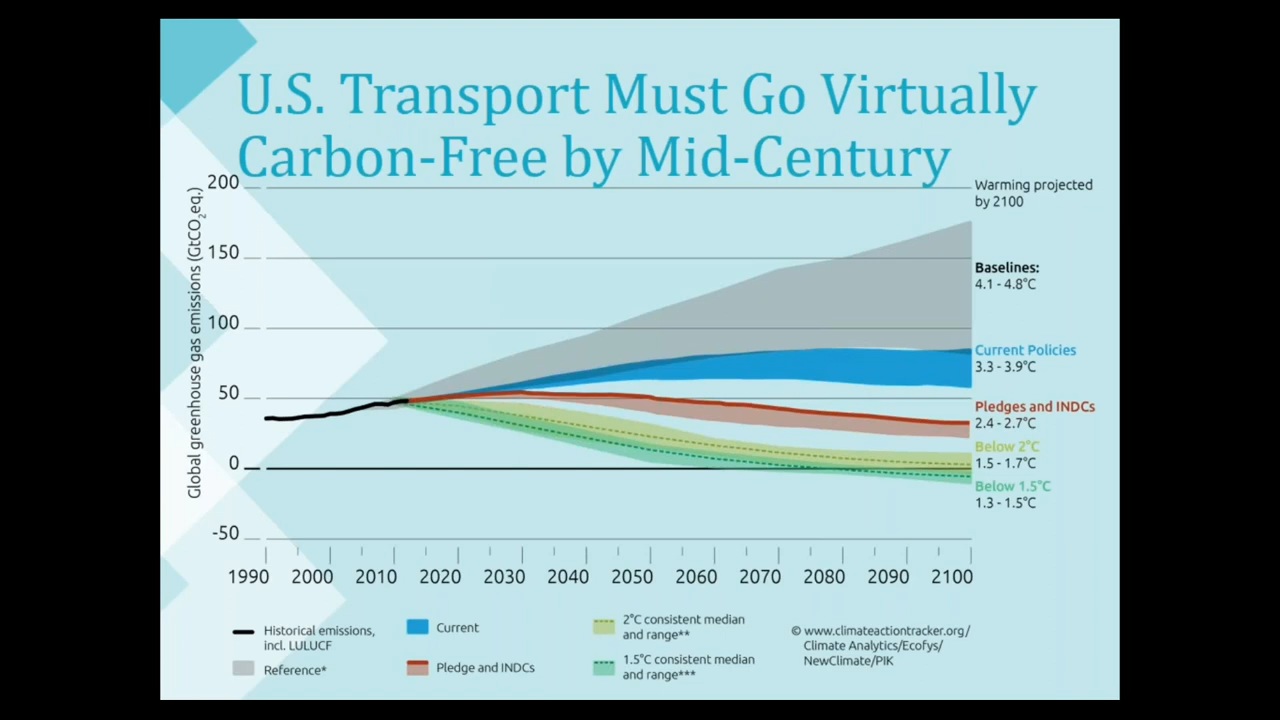 U.S. Transport Must Go Virtually
Carbon-Free by Mid-Century
Global greenhouse gas emissions (GtCO₂eq.)
200
150
100
50
0
-50
1990 2000 2010 2020 2030 2040 2050 2060 2070 2080 2090 2100
Warming projected
by 2100
Baselines:
4.1 - 4.8°C
Current Policies
3.3 - 3.9°C
Pledges and INDCs
2.4 - 2.7°C
Below 2°C
1.5 - 1.7°C
Below 1.5°C
1.3 - 1.5°C
Historical emissions,
incl. LULUCF
Reference*
Current
Pledge and INDCs
2°C consistent median
and range**
1.5°C consistent median
and range***
© www.climateactiontracker.org/
Climate Analytics/Ecofys/
NewClimate/PIK